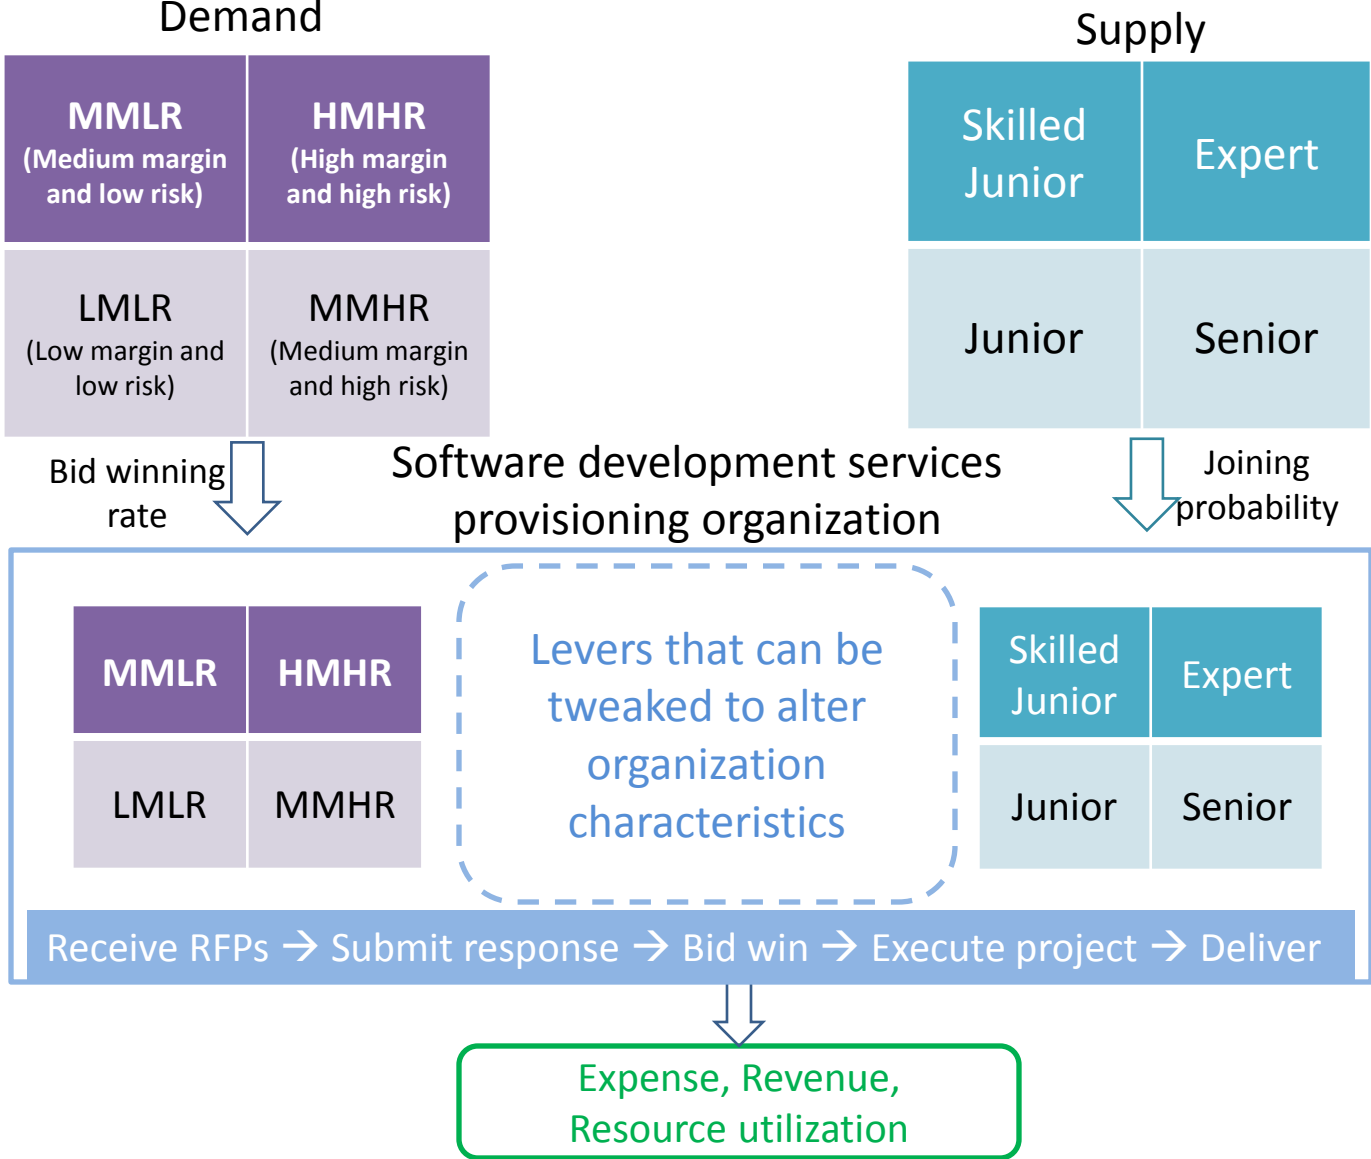 Demand
MMLR
(Medium margin
and low risk)
HMHR
(High margin
and high risk)
LMLR
(Low margin and
low risk)
MMHR
(Medium margin
and high risk)
Supply
Skilled
Junior
Expert
Junior
Senior
Bid winning
rate
Software development services
provisioning organization
Joining
probability
MMLR
HMHR
LMLR
MMHR
Levers that can be
tweaked to alter
organization
characteristics
Skilled
Junior
Expert
Junior
Senior
Receive RFPs → Submit response → Bid win → Execute project → Deliver
Expense, Revenue,
Resource utilization